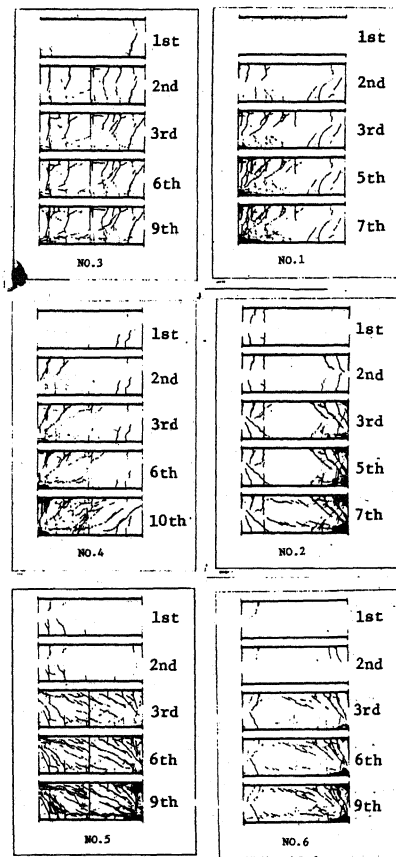 1st
2nd
3rd
6th
9th
NO.3
1st
2nd
3rd
5th
7th
NO.1
1st
2nd
3rd
6th
10th
NO.4
1st
2nd
3rd
5th
7th
NO.2
1st
2nd
3rd
6th
9th
NO.5
1st
2nd
3rd
6th
9th
NO.6